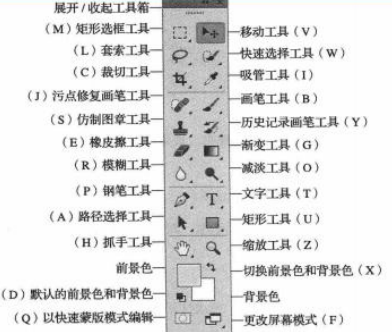 展开/收起工具箱
(M)矩形选框工具
移动工具(V)
(L)套索工具
快速选择工具(W)
(C)裁切工具
吸管工具(I)
(J)污点修复画笔工具
画笔工具(B)
(S)仿制图章工具
历史记录画笔工具(Y)
(E)橡皮擦工具
渐变工具(G)
(R)模糊工具
减淡工具(O)
(P)钢笔工具
文字工具(T)
(A)路径选择工具
矩形工具(U)
(H)抓手工具
缩放工具(Z)
前景色
切换前景色和背景色(X)
(D)默认的前景色和背景色
背景色
(Q)以快速蒙版模式编辑
更改屏幕模式(F)